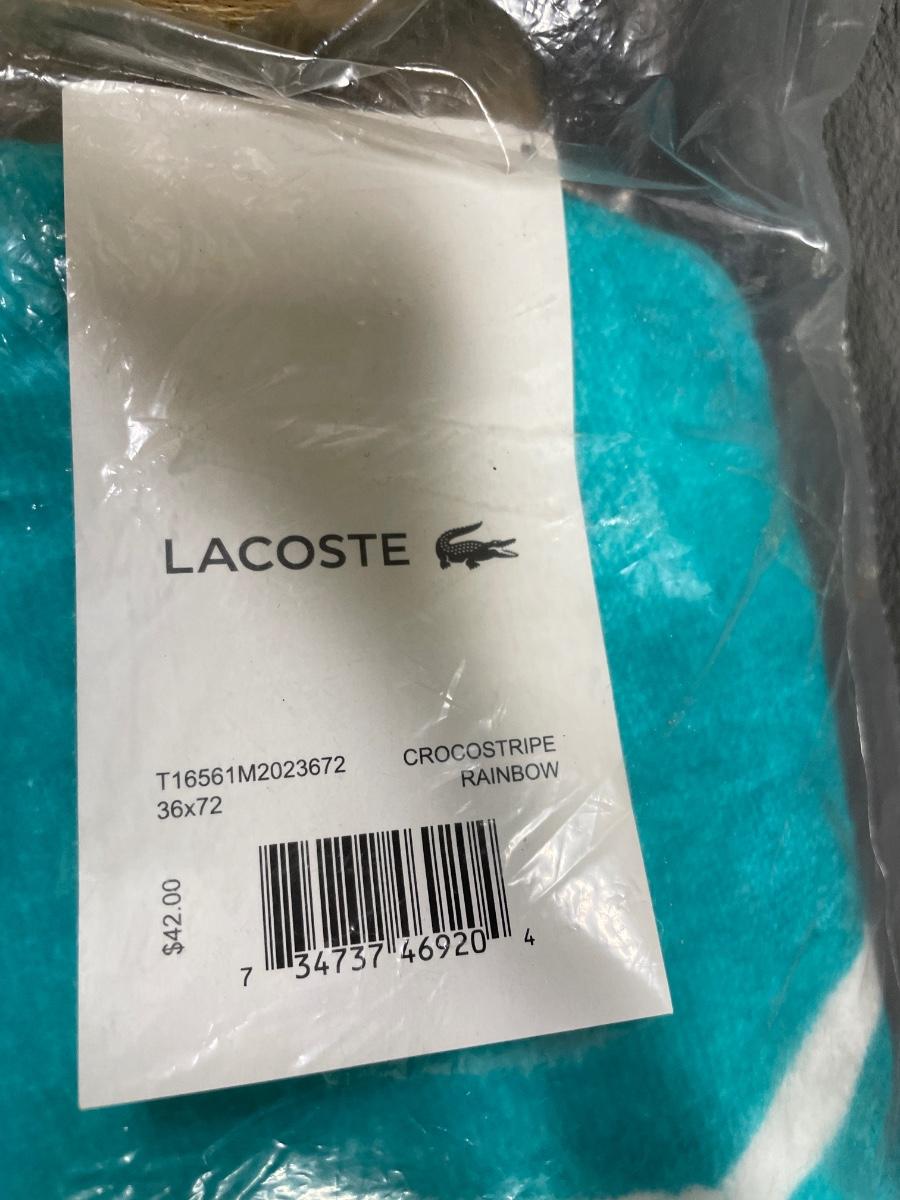 LACOSTE
T16561M2023672
36x72
CROCOSTRIPE
RAINBOW
$42.00
7 34737 46920 4